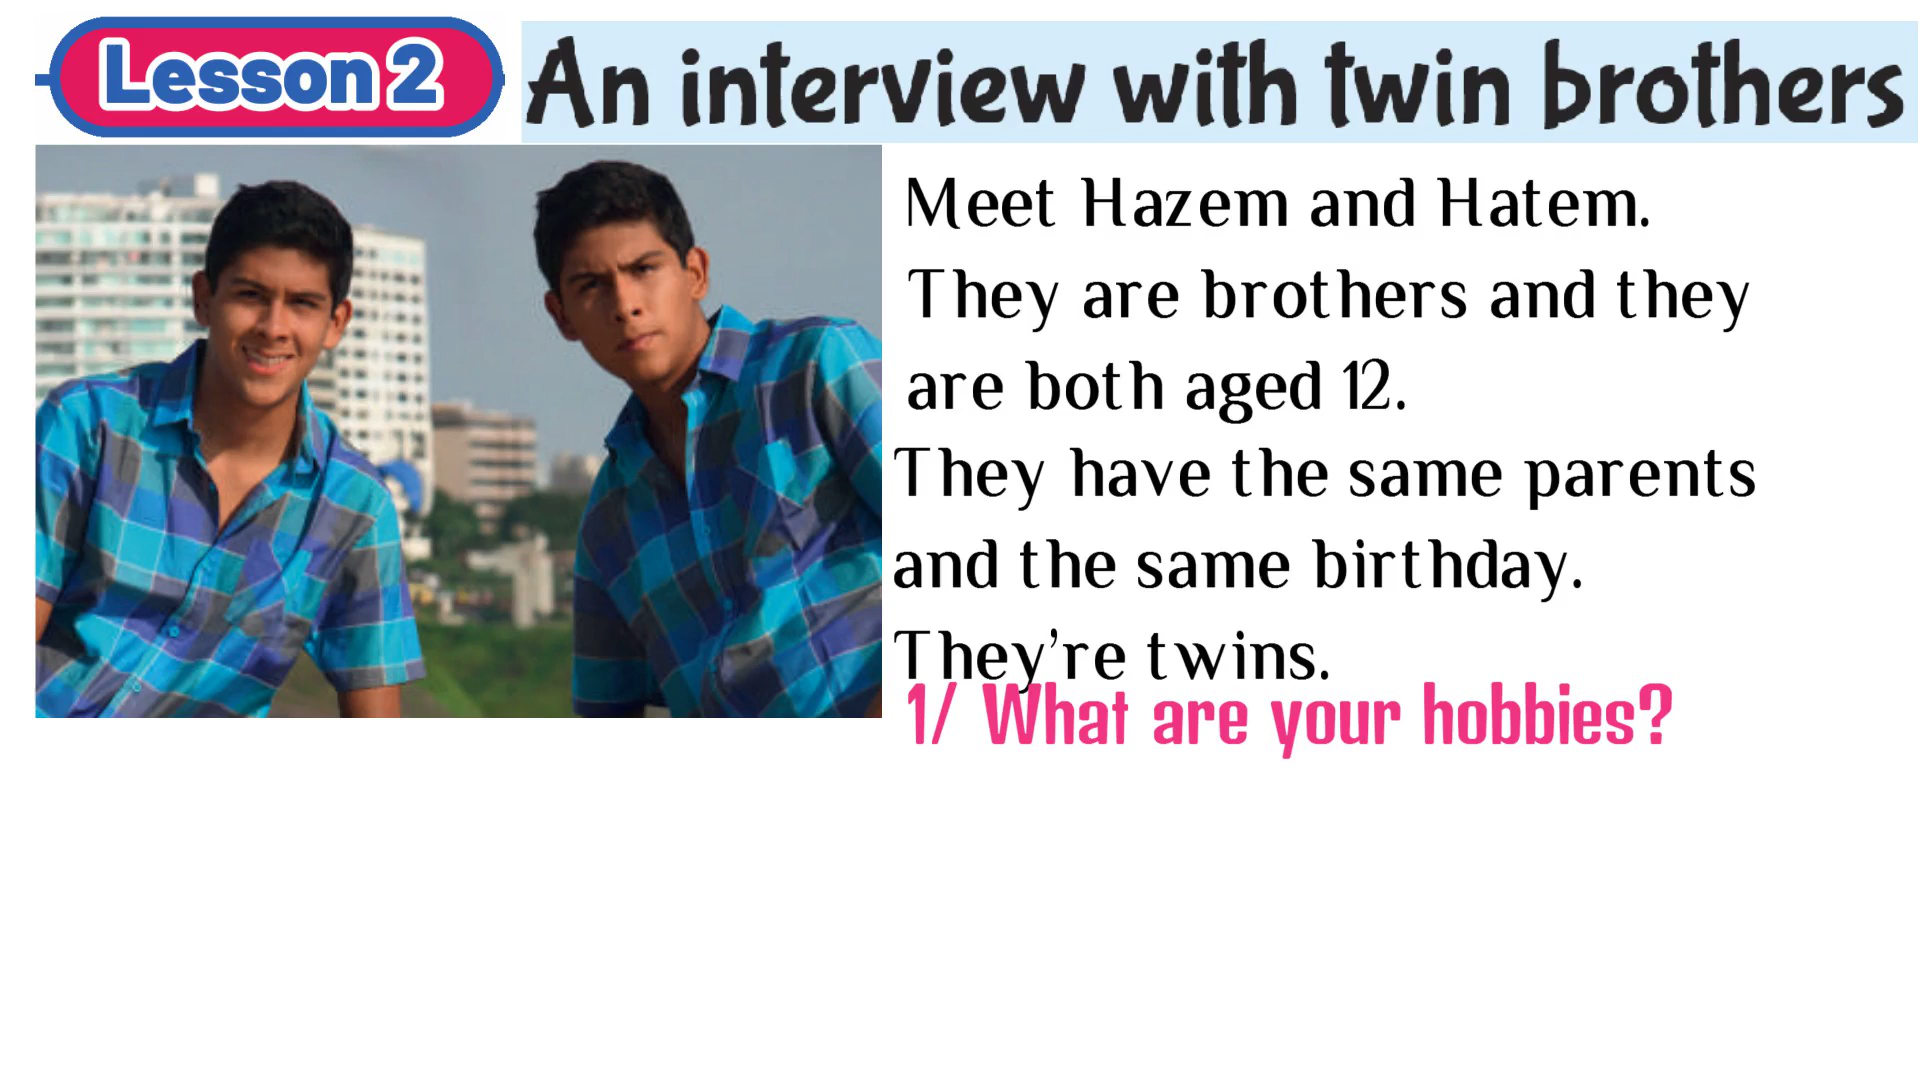 Lesson 2
An interview with twin brothers
Meet Hazem and Hatem.
They are brothers and they
are both aged 12.
They have the same parents
and the same birthday.
They're twins.
1/ What are your hobbies?